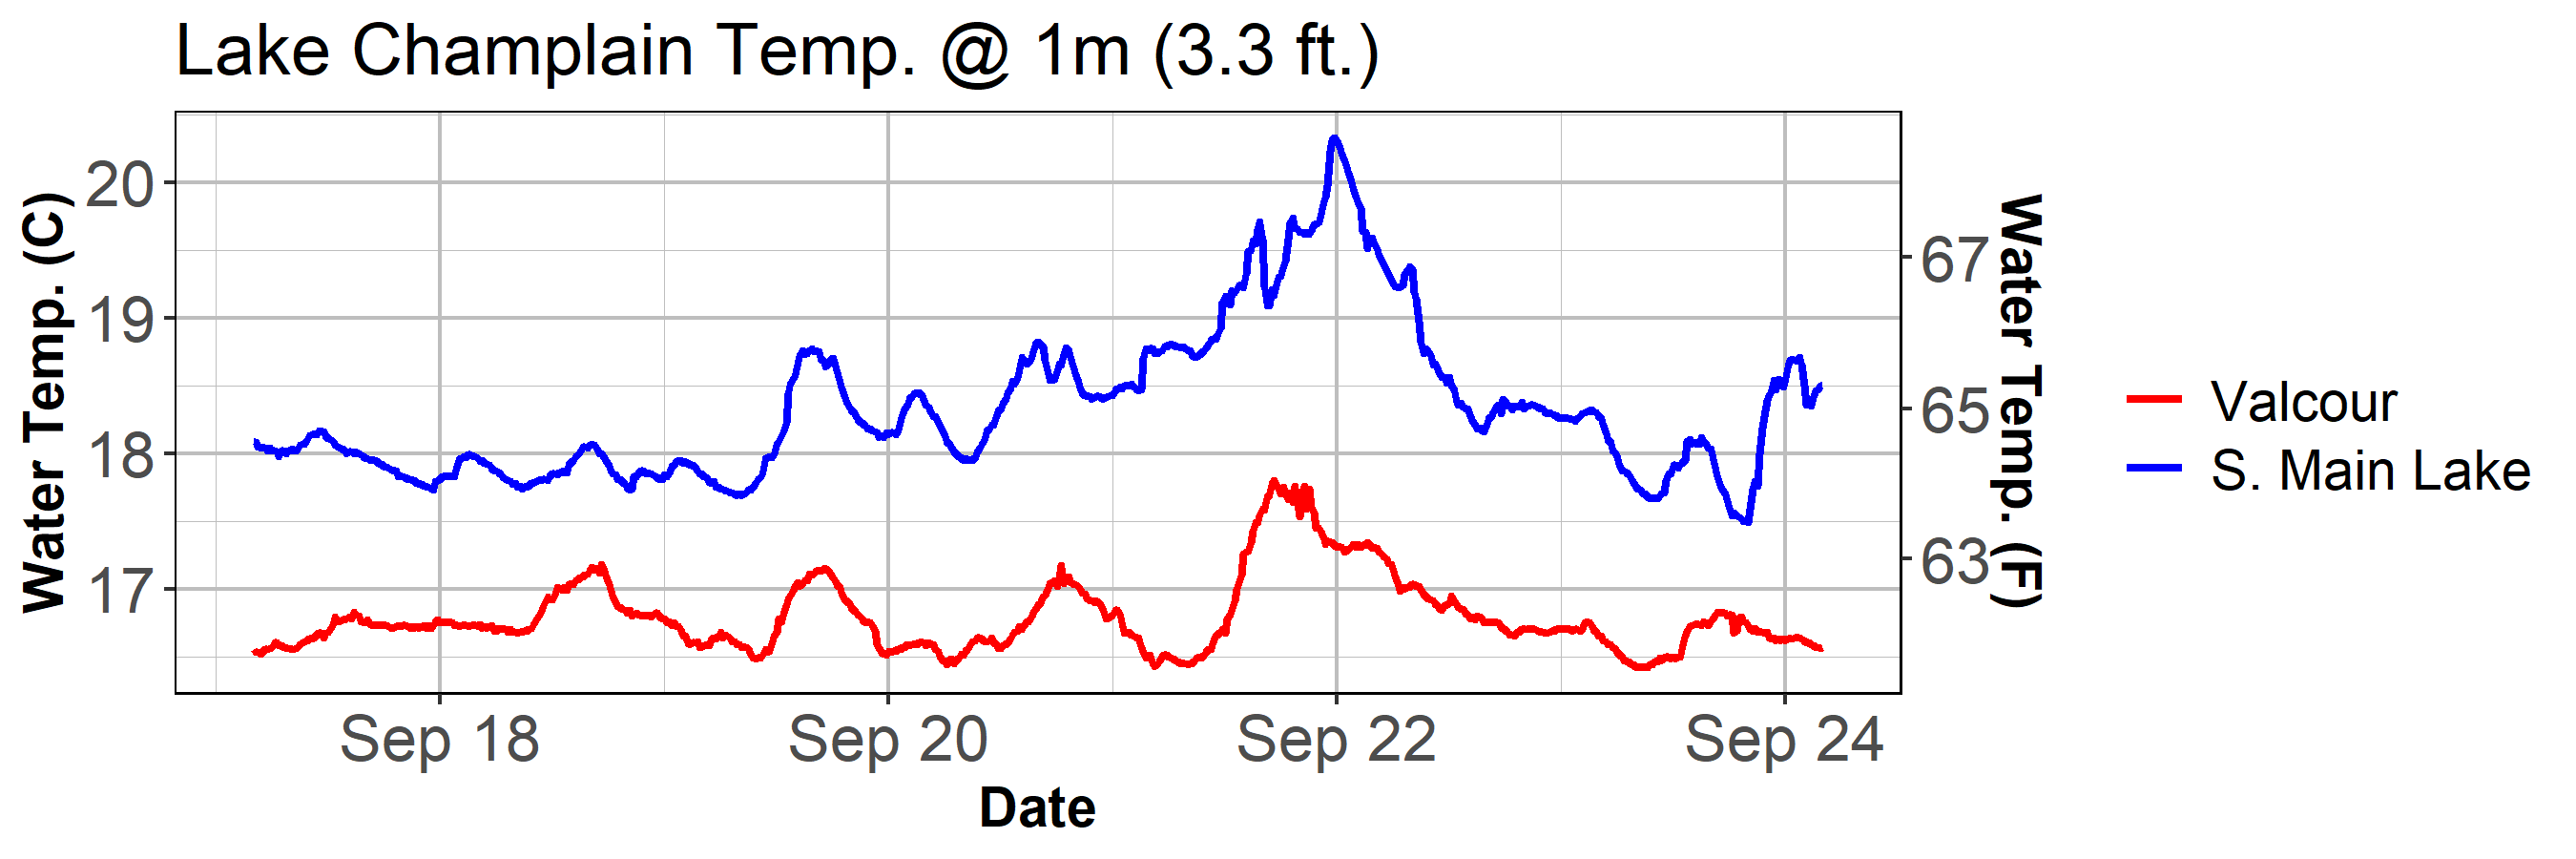 Lake Champlain Temp. @ 1m (3.3 ft.)
Water Temp. (C)
20
19
18
17
67
65
63
Water Temp. (F)
Sep 18
Sep 20
Sep 22
Sep 24
Date
Valcour
S. Main Lake